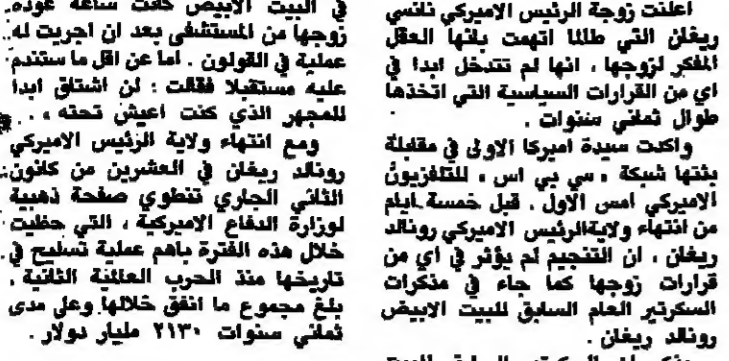 اعلنت زوجة الرئيس الاميركي نانسي
ريغان التي طالما اتهمت بانها العقل
المفكر لزوجها ، انها لم تتدخل ابدا في
اي من القرارات السياسية التي اتخذها
طوال ثماني سنوات .
واكدت سيدة اميركا الاولى في مقابلة
بثتها شبكة « سي بي اس » للتلفزيون
الاميركي امس الاول ، قبل خمسة ايام
من انتهاء ولايةالرئيس الاميركي رونالد
ريغان ، ان التنجيم لم يؤثر في اي من
قرارات زوجها كما جاء في مذكرات
السكرتير العام السابق للبيت الابيض
رونالد ريغان .
في البيت الابيض كانت ساعة عودة
زوجها من المستشفى بعد ان اجريت له
عملية في القولون . اما عن اقل ما ستندم
عليه مستقبلا فقالت : لن اشتاق ابدا
للمجهر الذي كنت اعيش تحته » . .
ومع انتهاء ولاية الرئيس الاميركي
رونالد ريغان في العشرين من كانون
الثاني الجاري تنطوي صفحة ذهبية
لوزارة الدفاع الاميركية ، التي حظيت
خلال هذه الفترة باهم عملية تسليح في
تاريخها منذ الحرب العالمية الثانية .
بلغ مجموع ما انفق خلالها وعلى مدى
ثماني سنوات ٢١٣٠ مليار دولار .